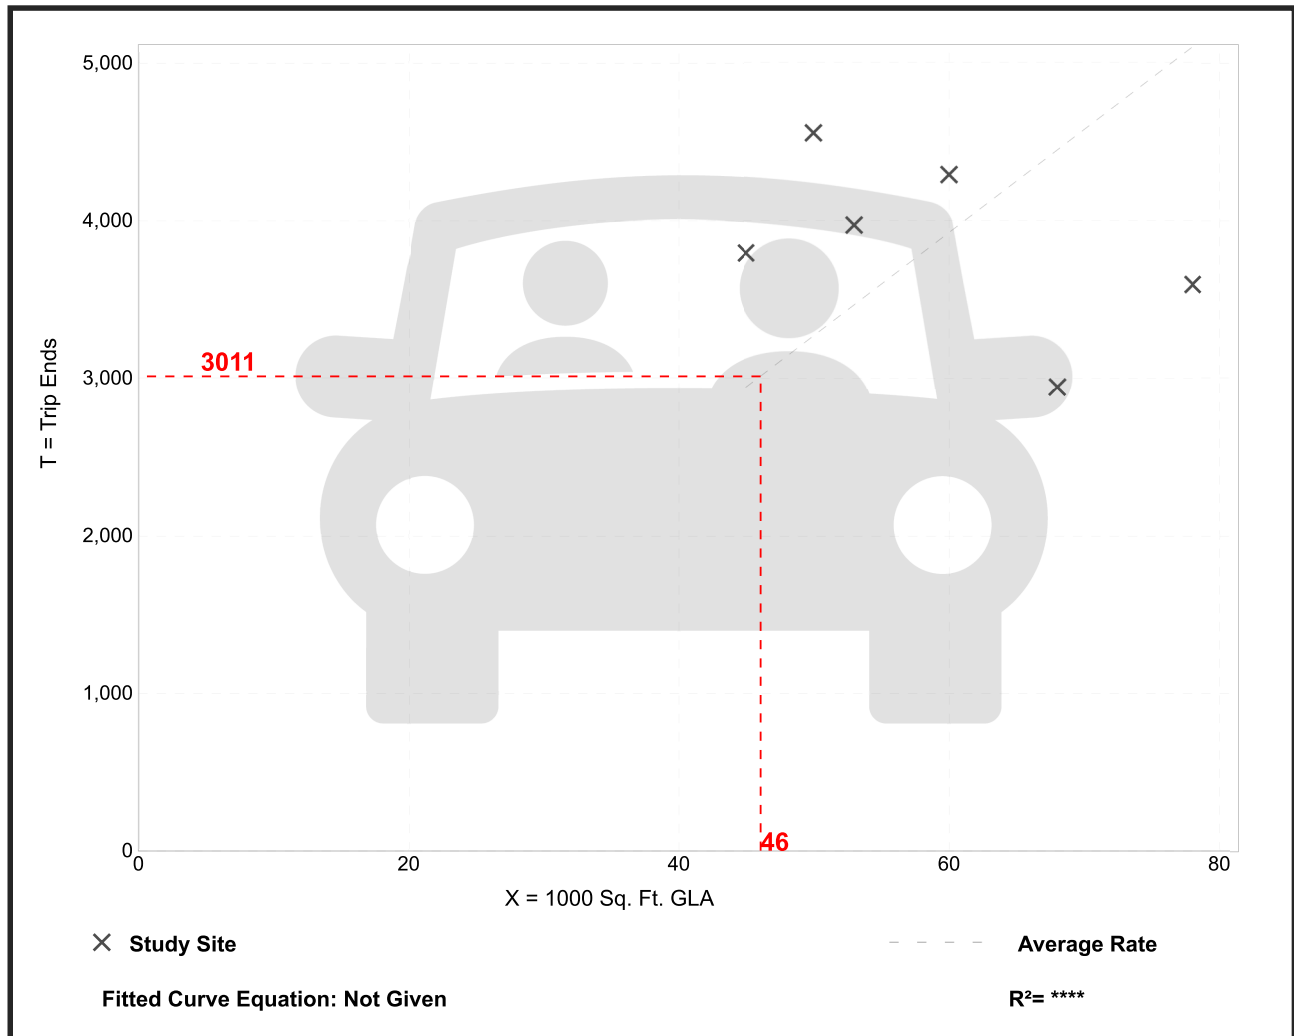 5,000
4,000
3011
3,000
T = Trip Ends
2,000
1,000
46
0
0 20 40 60 80
X = 1000 Sq. Ft. GLA
Study Site
Average Rate
Fitted Curve Equation: Not Given
R²= ****